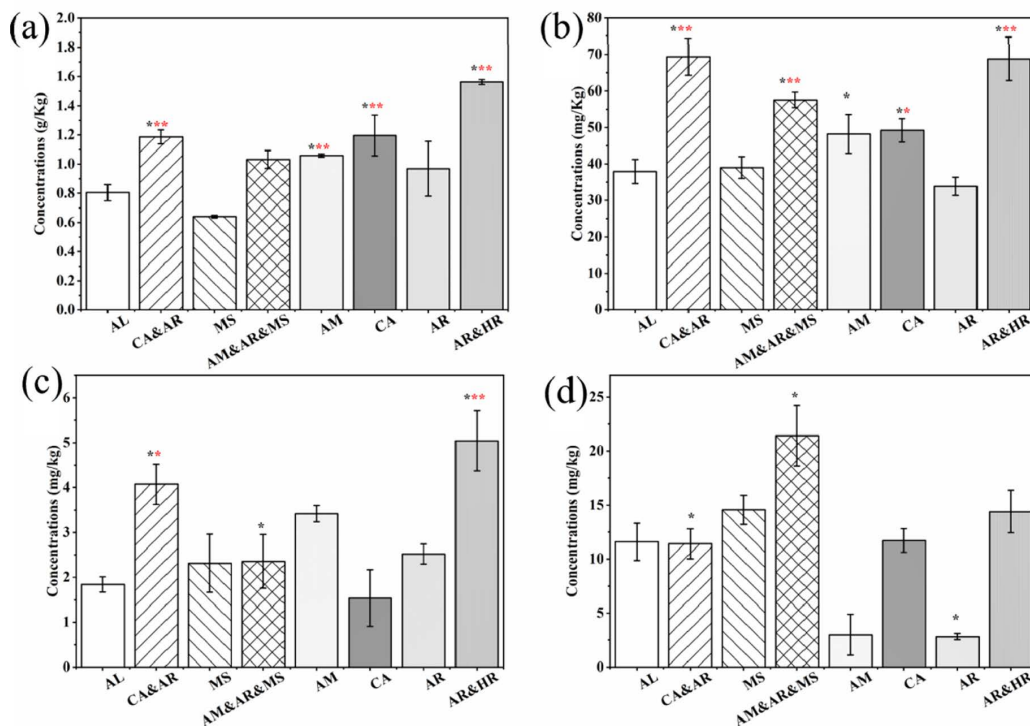 (a)
Concentrations (g/Kg)
2.0
1.8
1.6
1.4
1.2
1.0
0.8
0.6
0.4
0.2
0.0
***
***
***
***
AL
CA&AR
MS
AM&AR&MS
AM
CA
AR
AR&HR
(b)
Concentrations (mg/Kg)
80
70
60
50
40
30
20
10
0
***
***
*
**
***
AL
CA&AR
MS
AM&AR&MS
AM
CA
AR
AR&HR
(c)
Concentrations (mg/kg)
6
5
4
3
2
1
0
**
*
***
AL
CA&AR
MS
AM&AR&MS
AM
CA
AR
AR&HR
(d)
Concentrations (mg/kg)
25
20
15
10
5
0
*
*
*
AL
CA&AR
MS
AM&AR&MS
AM
CA
AR
AR&HR